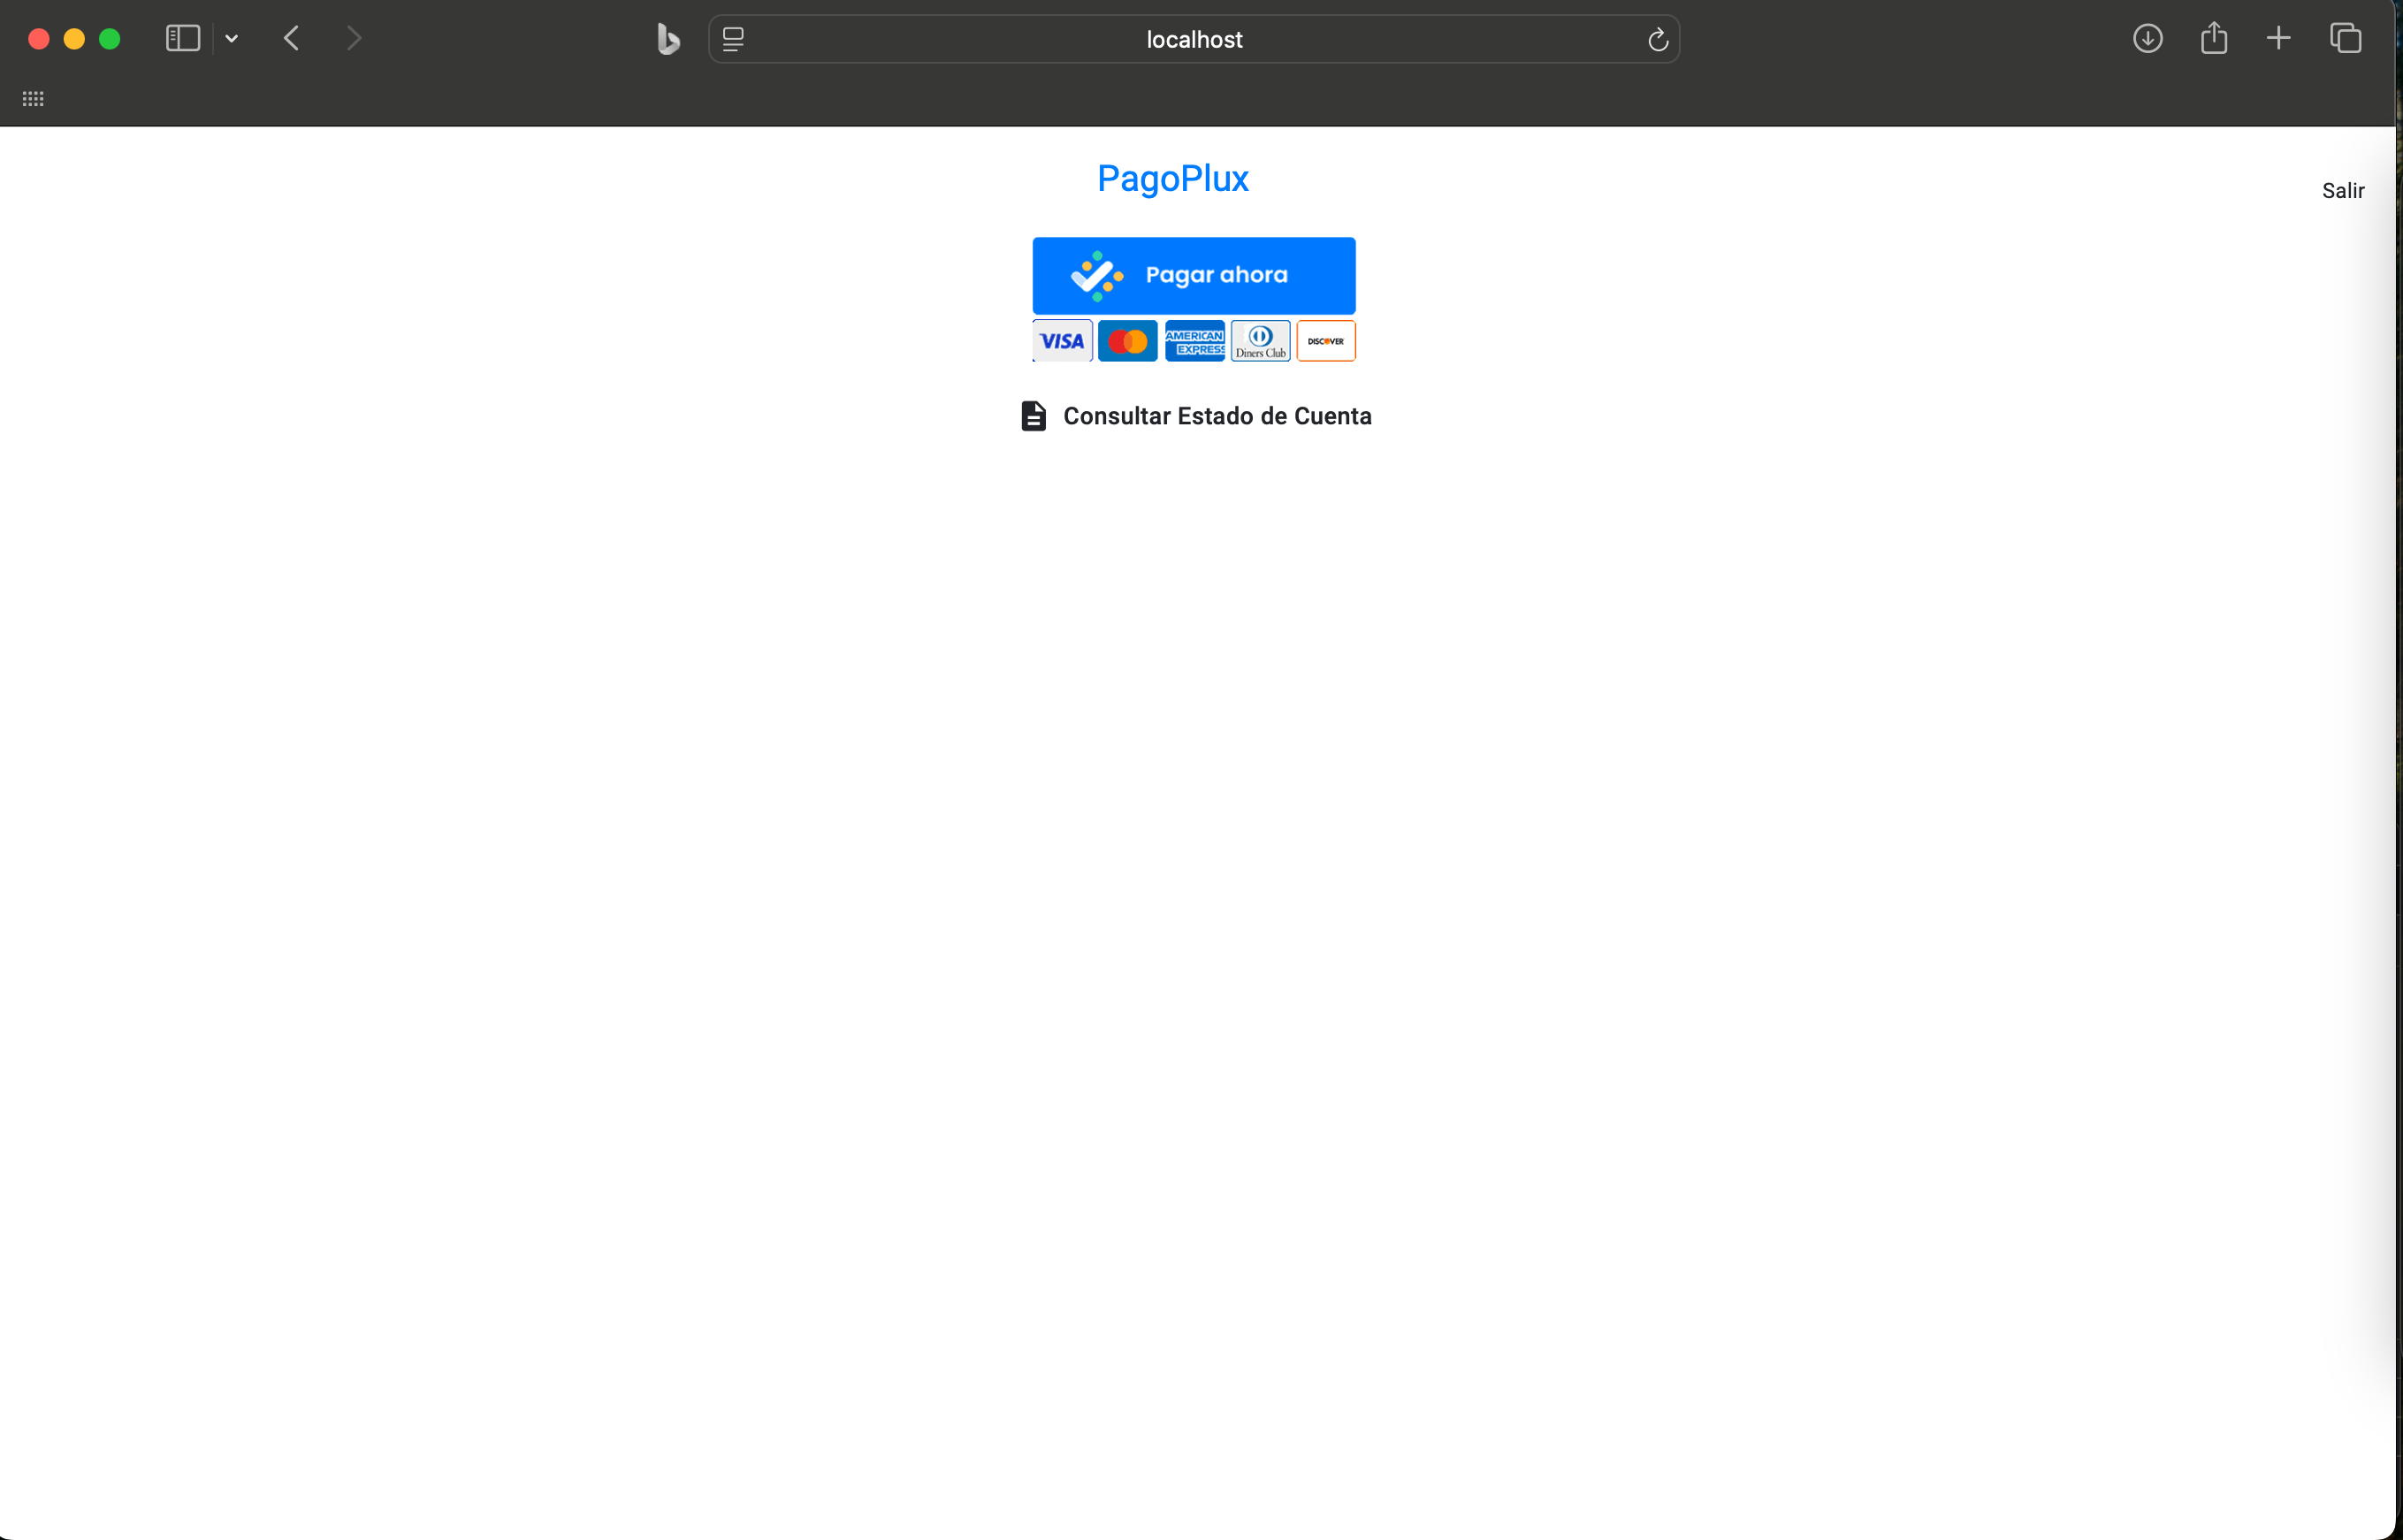 localhost
PagoPlux
Salir
Pagar ahora
VISA
AMERICAN
EXPRESS
Diners Club
DISCOVER
Consultar Estado de Cuenta